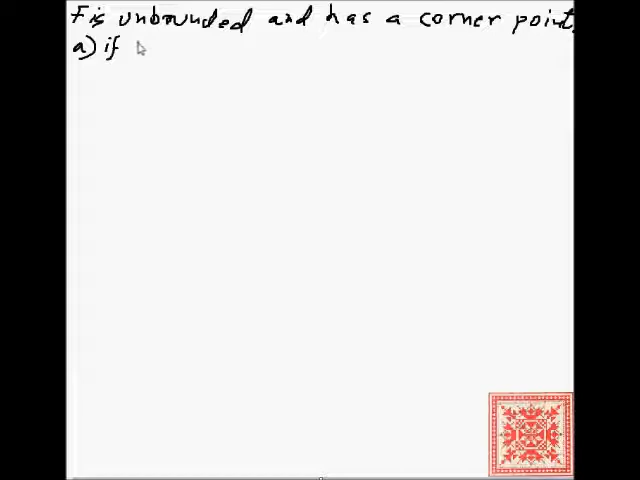 F is unbounded and has a corner point.
a) if